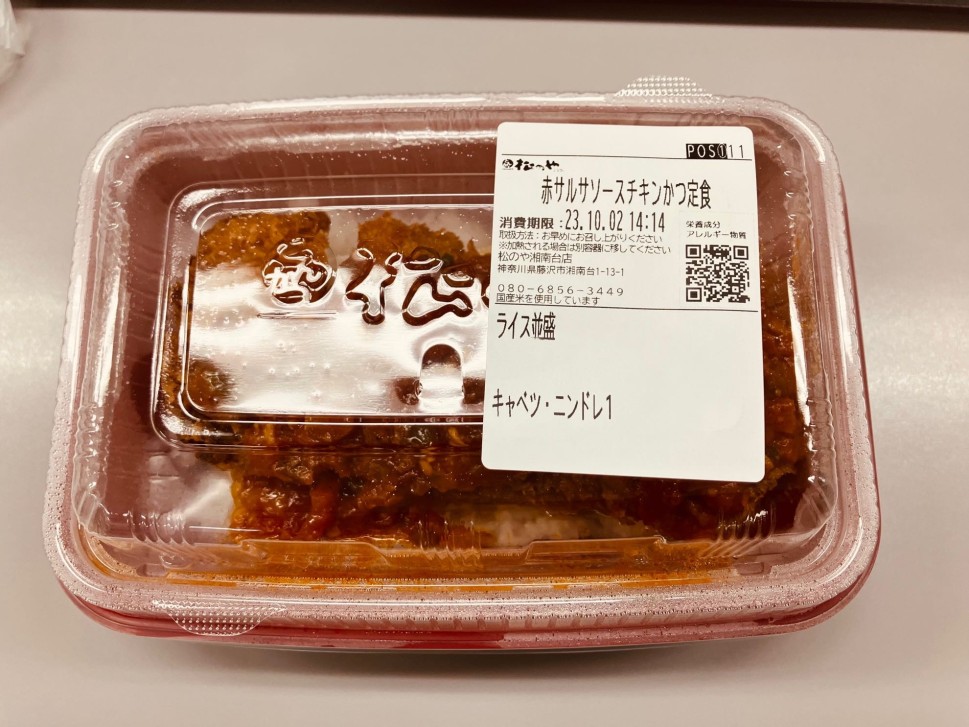 POS①11
松のや
赤サルサソースチキンかつ定食
消費期限:23.10.02 14:14
取扱方法:お早めにお召し上がりください
※加熱される場合は別容器に移してください
松のや湘南台店
神奈川県藤沢市湘南台1-13-1
080-6856-3449
国産米を使用しています
栄養成分
アレルギー物質
ライス並盛
キャベツ・ニンドレ1
松